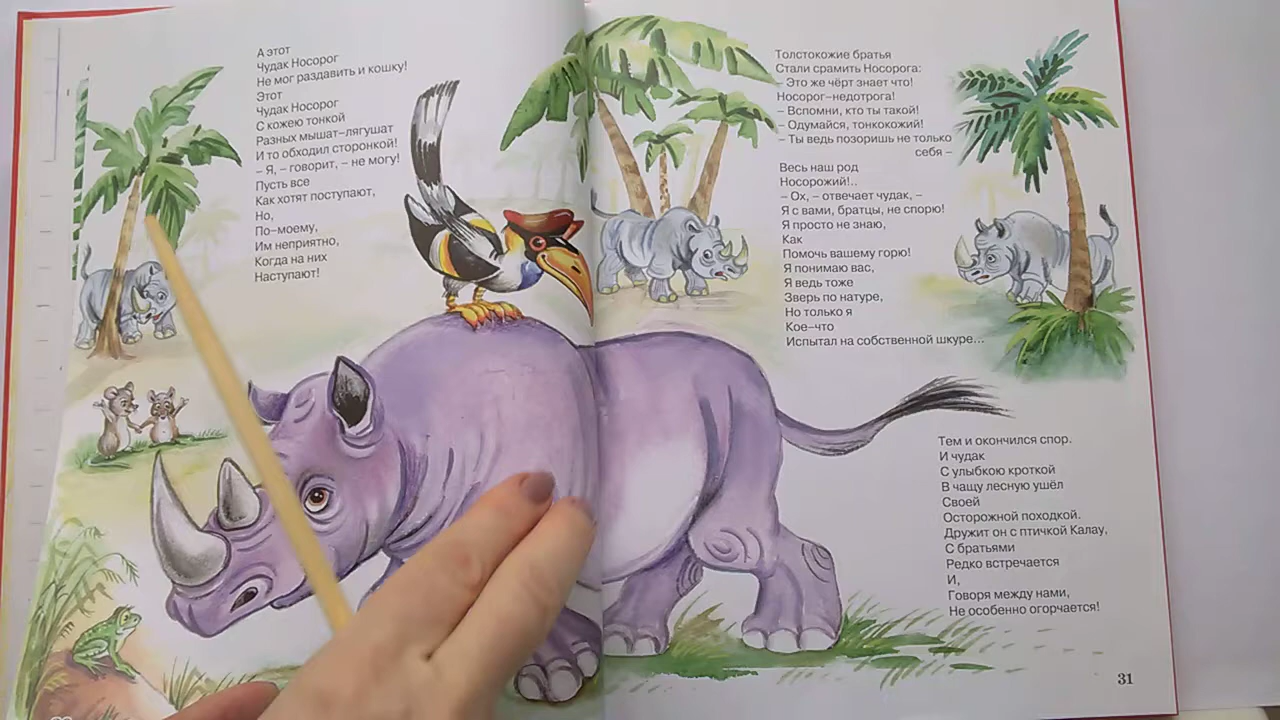 А этот
Чудак Носорог
Не мог раздавить и кошку!
Этот
Чудак Носорог
С кожею тонкой
Разных мышат–лягушат
И то обходил сторонкой!
– Я, – говорит, – не могу!
Пусть все
Как хотят поступают,
Но,
По–моему,
Им неприятно,
Когда на них
Наступают!
Толстокожие братья
Стали срамить Носорога:
– Это же чёрт знает что!
Носорог–недотрога!
– Вспомни, кто ты такой!
– Одумайся, тонкокожий!
– Ты ведь позоришь не только
себя –
Весь наш род
Носорожий!..
– Ох, – отвечает чудак, –
Я с вами, братцы, не спорю!
Я просто не знаю,
Как
Помочь вашему горю!
Я понимаю вас,
Я ведь тоже
Зверь по натуре,
Но только я
Кое–что
Испытал на собственной шкуре...
Тем и окончился спор.
И чудак
С улыбкою кроткой
В чащу лесную ушёл
Своей
Осторожной походкой.
Дружит он с птичкой Калау,
С братьями
Редко встречается
И,
Говоря между нами,
Не особенно огорчается!
31